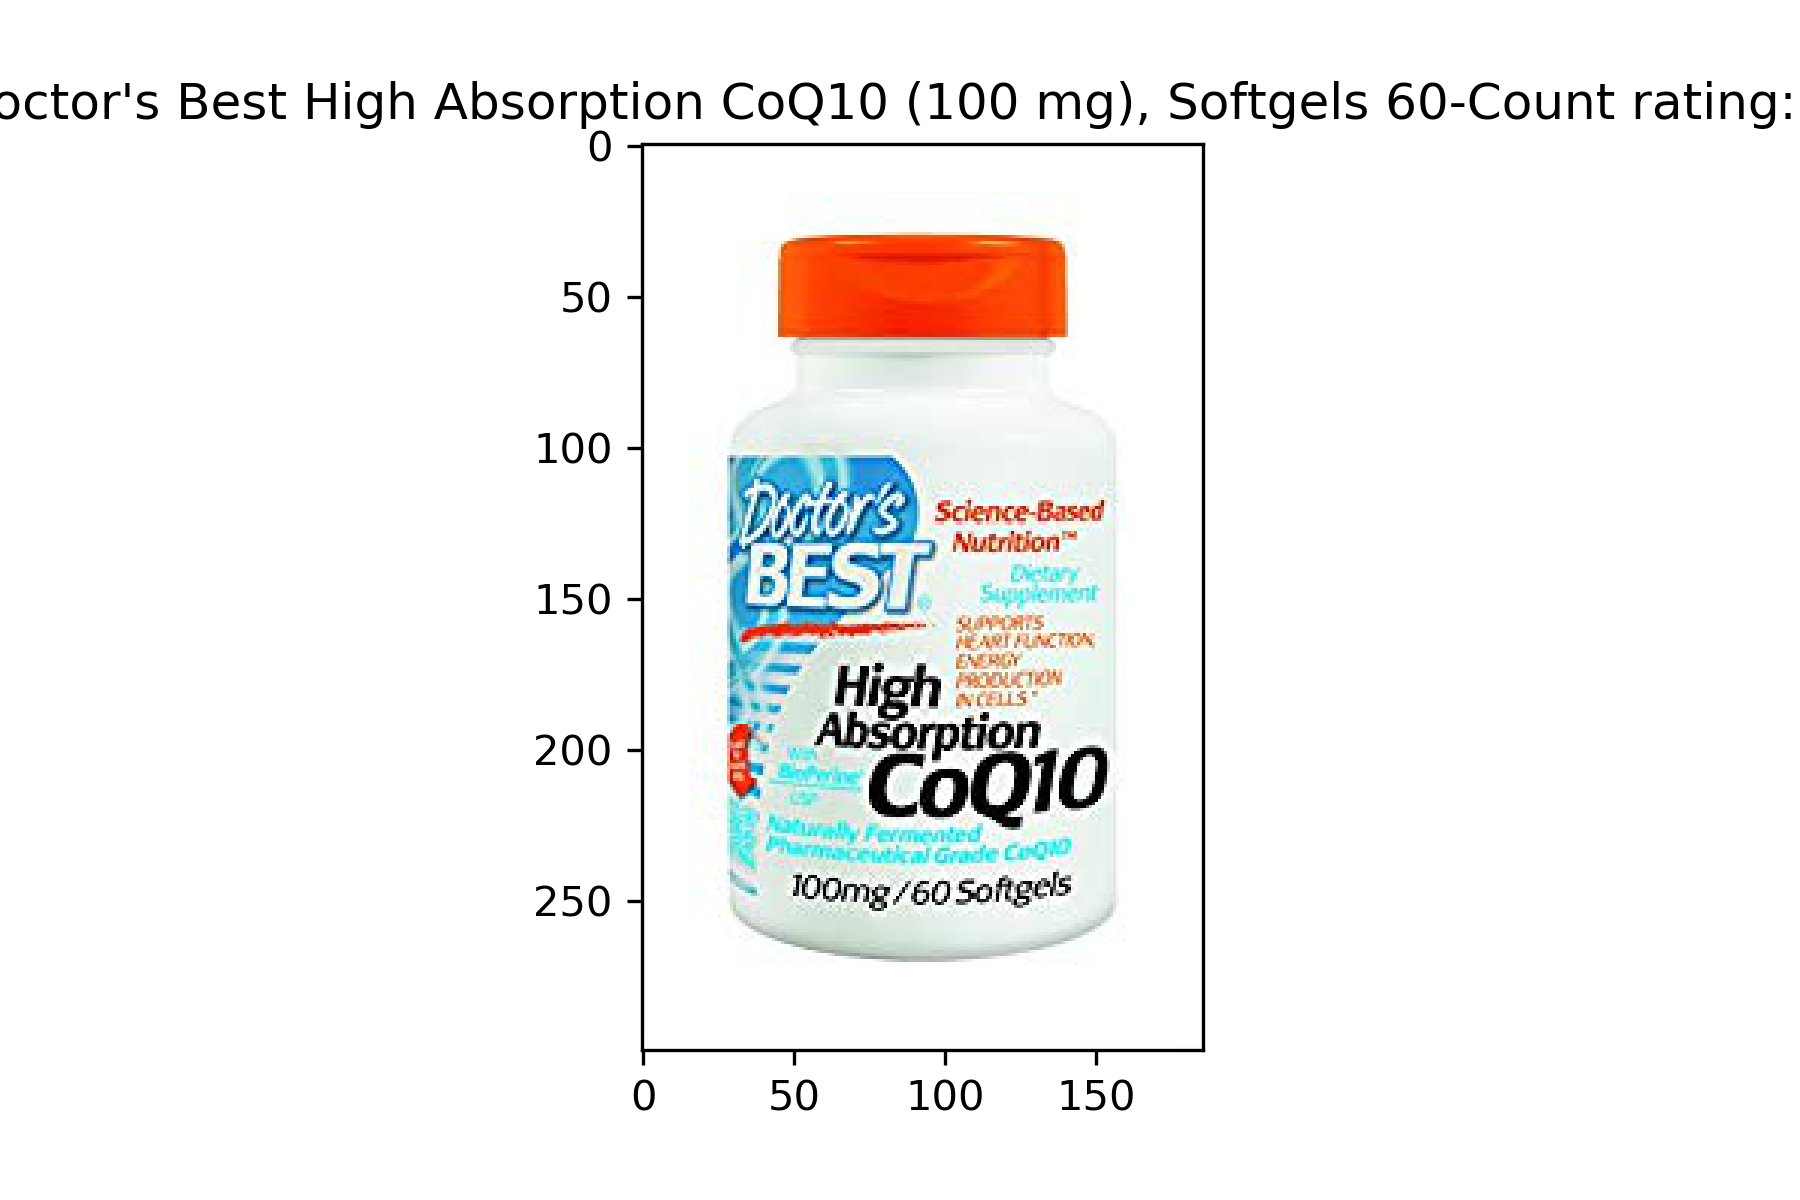 octor's Best High Absorption CoQ10 (100 mg), Softgels 60-Count rating:
0
50
100
150
200
250
Doctor's
BEST®
Science-Based
Nutrition™
Dietary
Supplement
SUPPORTS
HEART FUNCTION,
ENERGY
PRODUCTION
IN CELLS*
High
Absorption
CoQ10
With
BioPerine®
USP
Naturally Fermented
Pharmaceutical Grade CoQ10
100mg/60 Softgels
0
50
100
150